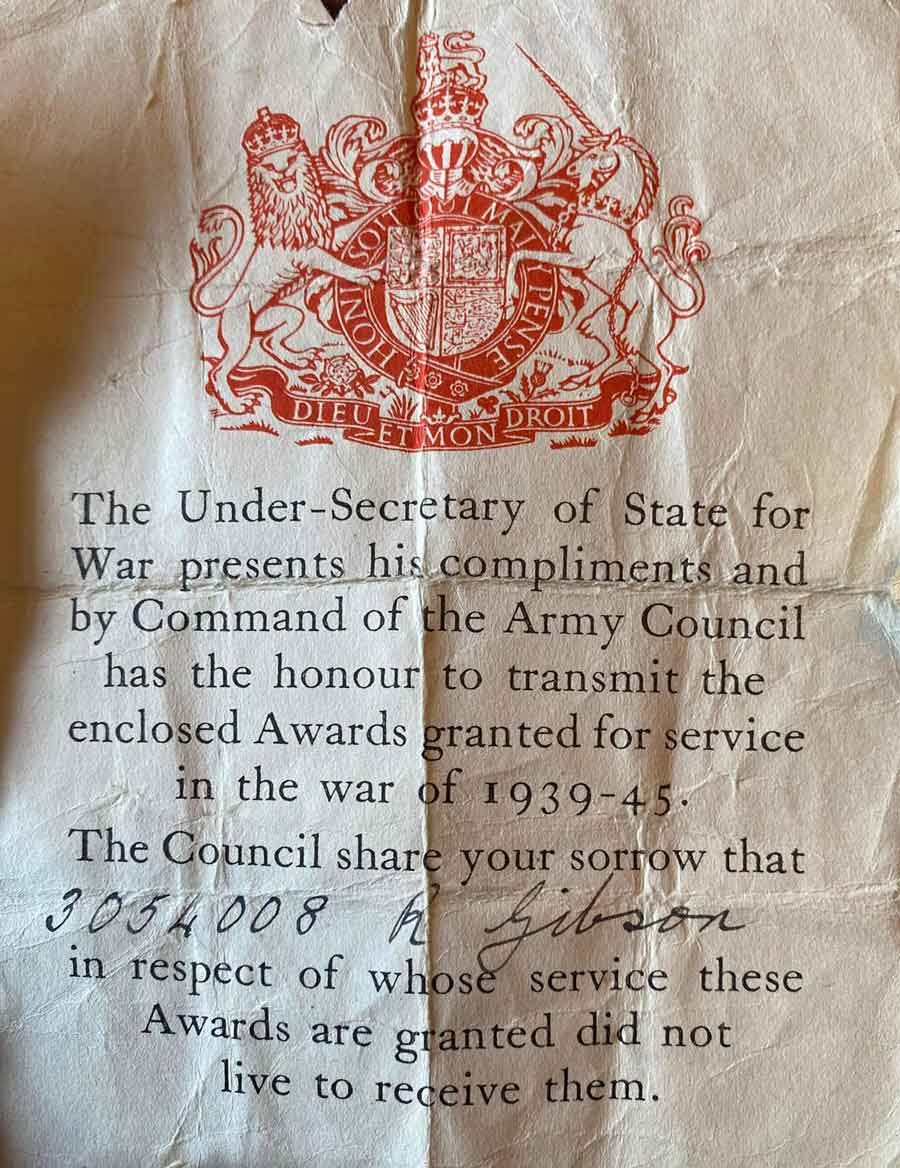 HONI SOIT
PENSE
DIEU ET MON DROIT
The Under-Secretary of State for
War presents his compliments and
by Command of the Army Council
has the honour to transmit the
enclosed Awards granted for service
in the war of 1939-45.
The Council share your sorrow that
3054008 Gibson
in respect of whose service these
Awards are granted did not
live to receive them.